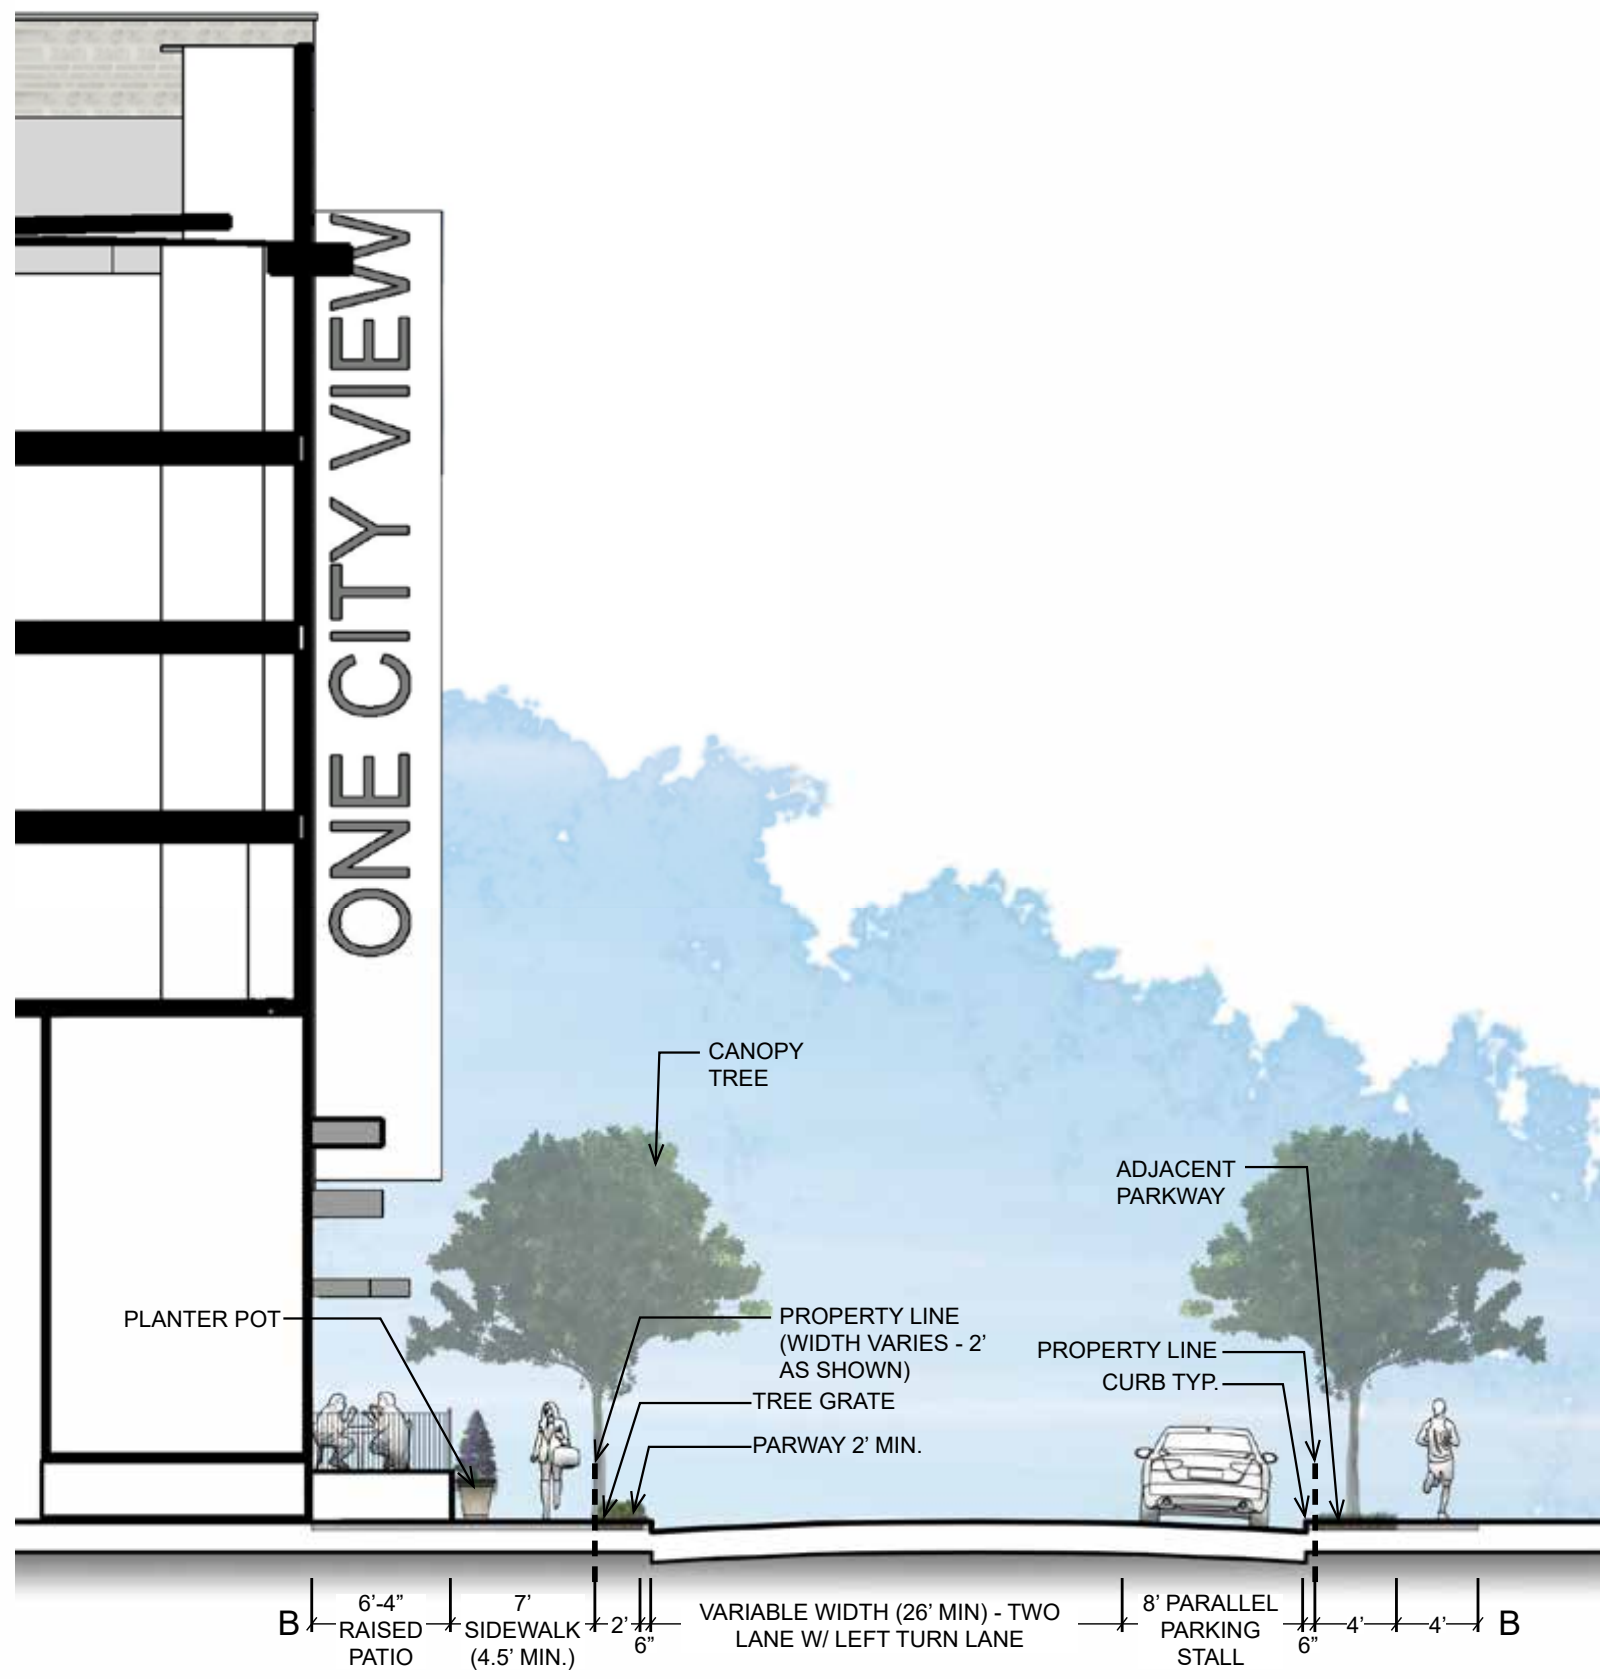 ONE CITY VIEW
CANOPY
TREE
ADJACENT
PARKWAY
PLANTER POT
PROPERTY LINE
(WIDTH VARIES - 2’
AS SHOWN)
TREE GRATE
PARWAY 2’ MIN.
PROPERTY LINE
CURB TYP.
B
6’-4”
RAISED
PATIO
7’
SIDEWALK
(4.5’ MIN.)
2’
6”
VARIABLE WIDTH (26’ MIN) - TWO
LANE W/ LEFT TURN LANE
8’ PARALLEL
PARKING
STALL
6”
4’
4’
B